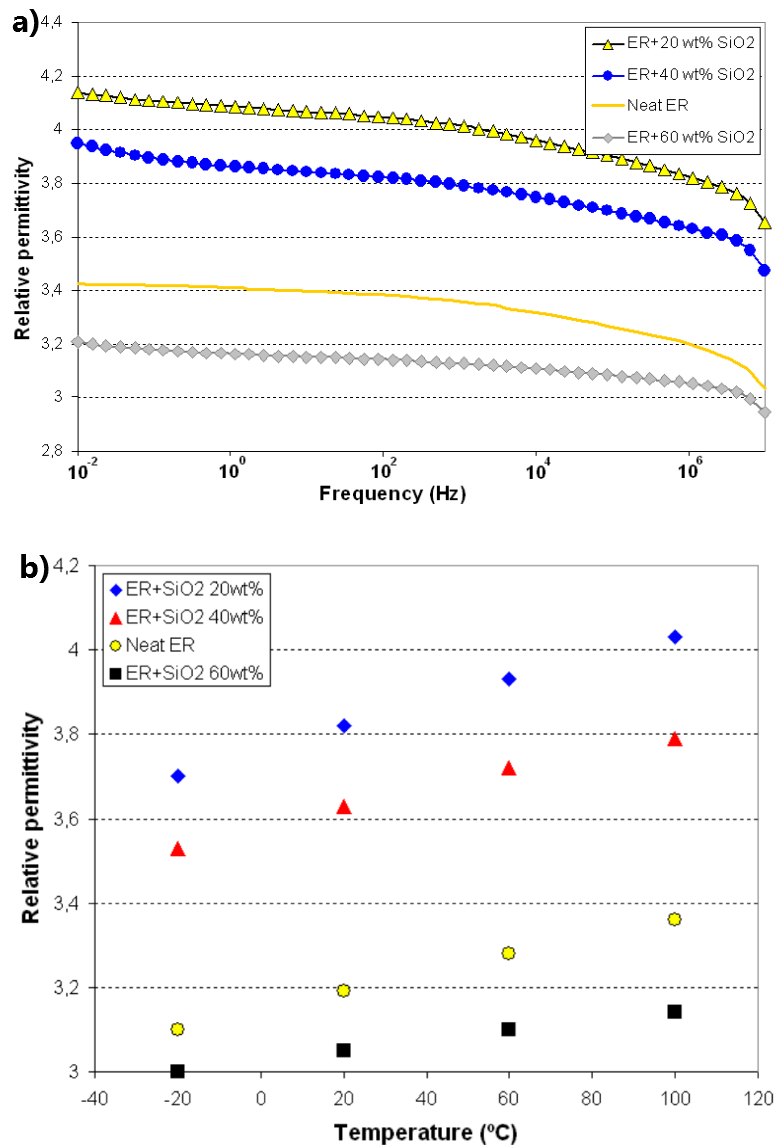 a)
4,4
4,2
4
3,8
3,6
3,4
3,2
3
2,8
Relative permittivity
ER+20 wt% SiO2
ER+40 wt% SiO2
Neat ER
ER+60 wt% SiO2
10-2
100
102
104
106
Frequency (Hz)
b)
4,2
4
3,8
3,6
3,4
3,2
3
Relative permittivity
ER+SiO2 20wt%
ER+SiO2 40wt%
Neat ER
ER+SiO2 60wt%
-40
-20
0
20
40
60
80
100
120
Temperature (ºC)